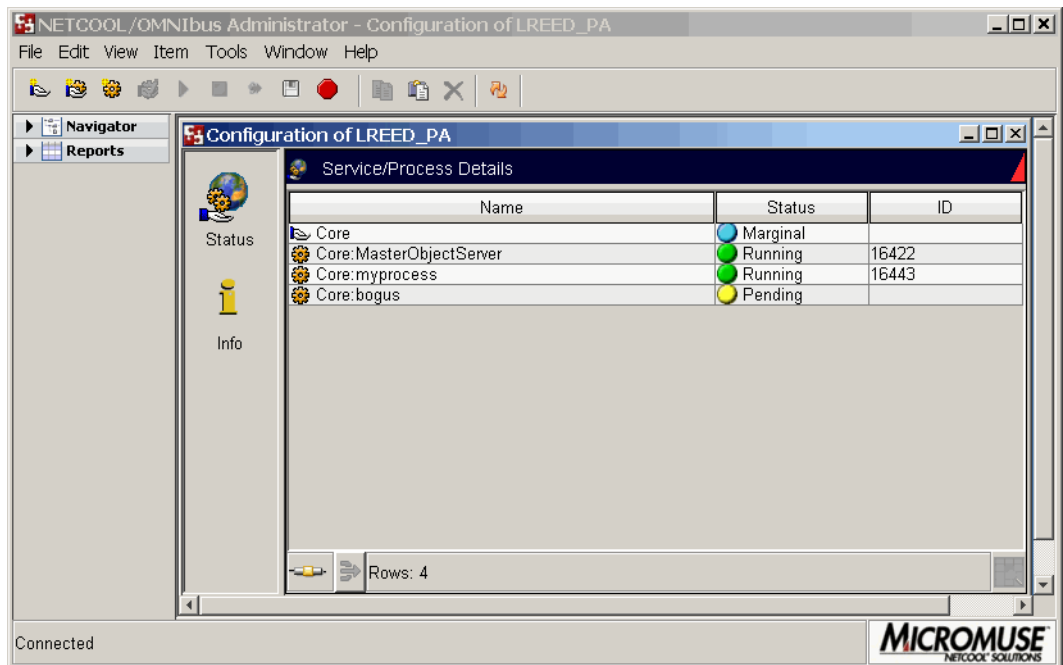 NETCOOL/OMNIbus Administrator - Configuration of LREED_PA
File Edit View Item Tools Window Help
Navigator
Reports
Configuration of LREED_PA
Service/Process Details
Status
Info
Name Status ID
Core Marginal
Core:MasterObjectServer Running 16422
Core:myprocess Running 16443
Core:bogus Pending
Rows: 4
Connected
MICROMUSE
NETCOOL® SOLUTIONS